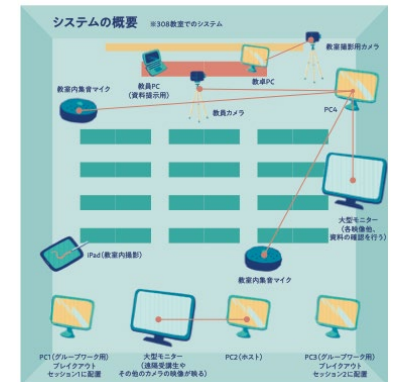 システムの概要 ※308教室でのシステム
教室撮影用カメラ
教員PC
(資料提示用)
教卓PC
教室内集音マイク
教員カメラ
PC4
大型モニター
(各映像他、
資料の確認を行う)
iPad(教室内撮影)
教室内集音マイク
PC1(グループワーク用)
ブレイクアウト
セッション1に配置
大型モニター
(遠隔受講生や
その他のカメラの映像が映る)
PC2(ホスト)
PC3(グループワーク用)
ブレイクアウト
セッション2に配置